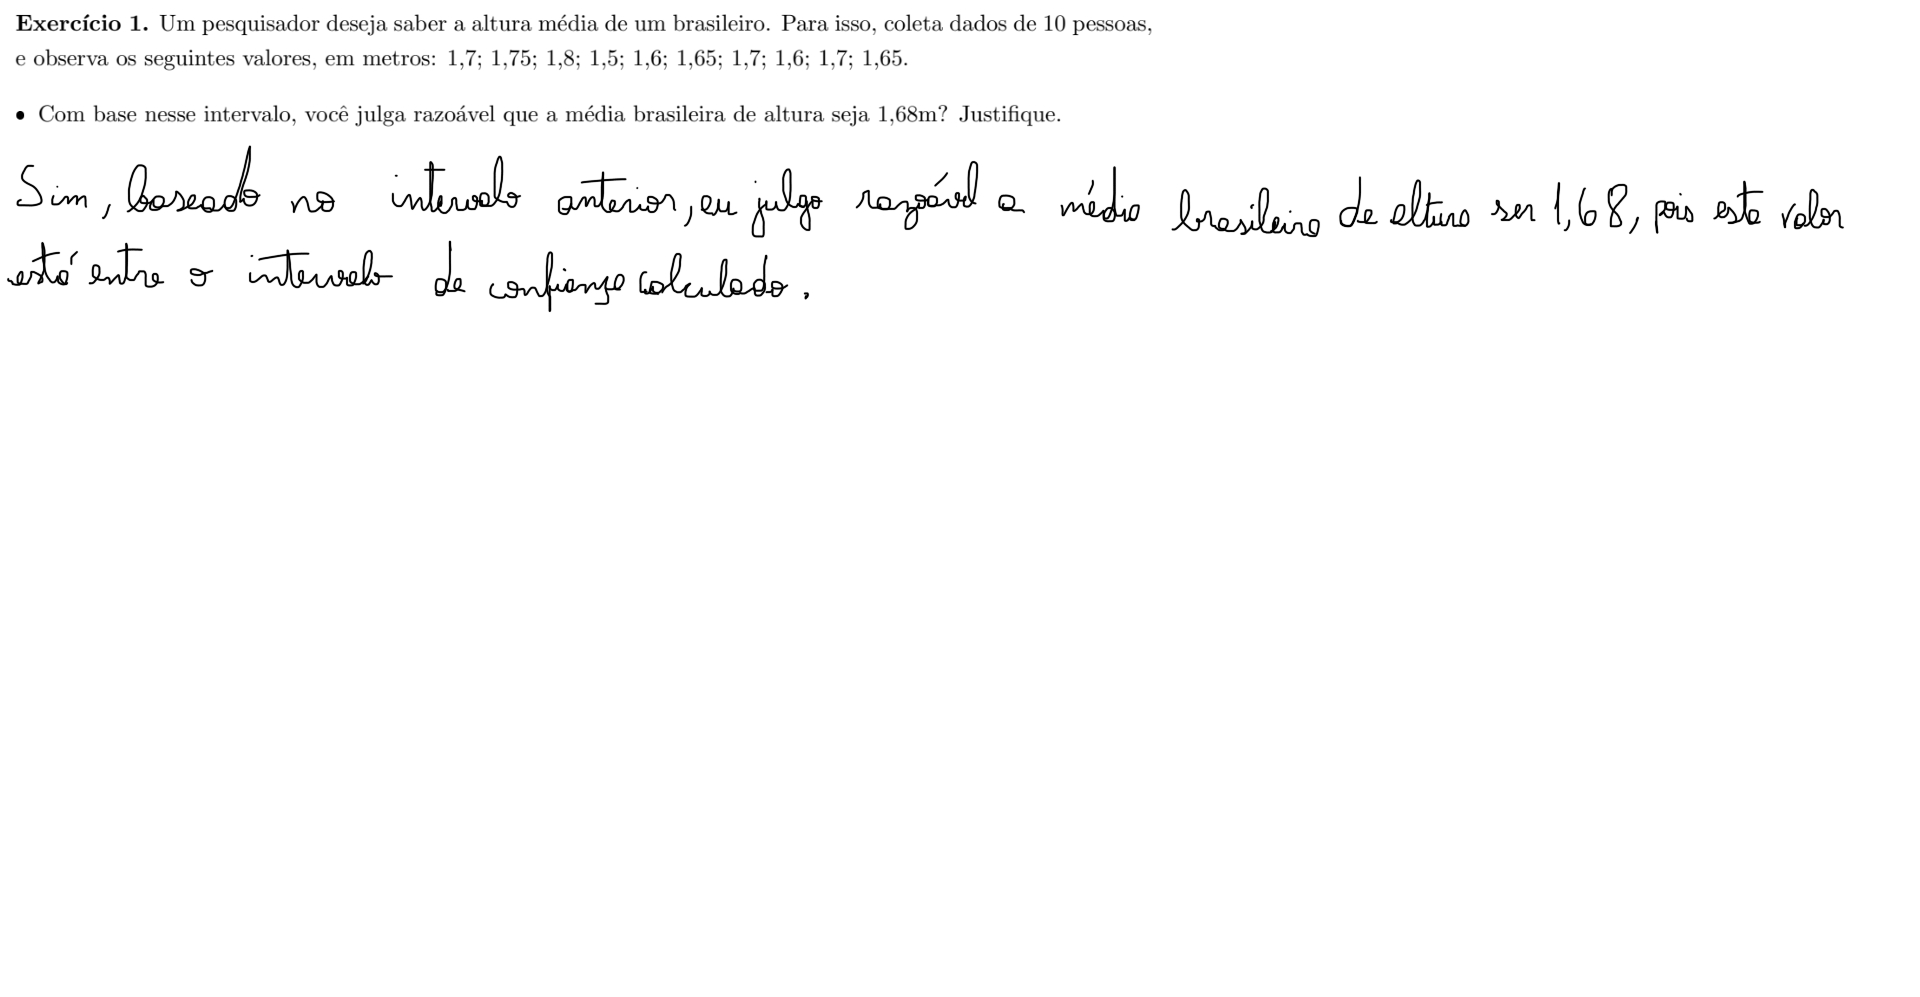 Exercício 1. Um pesquisador deseja saber a altura média de um brasileiro. Para isso, coleta dados de 10 pessoas,
e observa os seguintes valores, em metros: 1,7; 1,75; 1,8; 1,5; 1,6; 1,65; 1,7; 1,6; 1,7; 1,65.
• Com base nesse intervalo, você julga razoável que a média brasileira de altura seja 1,68m? Justifique.
Sim, baseado no intervalo anterior, eu julgo razoável a média brasileira de altura ser 1,68, pois este valor
está entre o intervalo de confiança calculado.